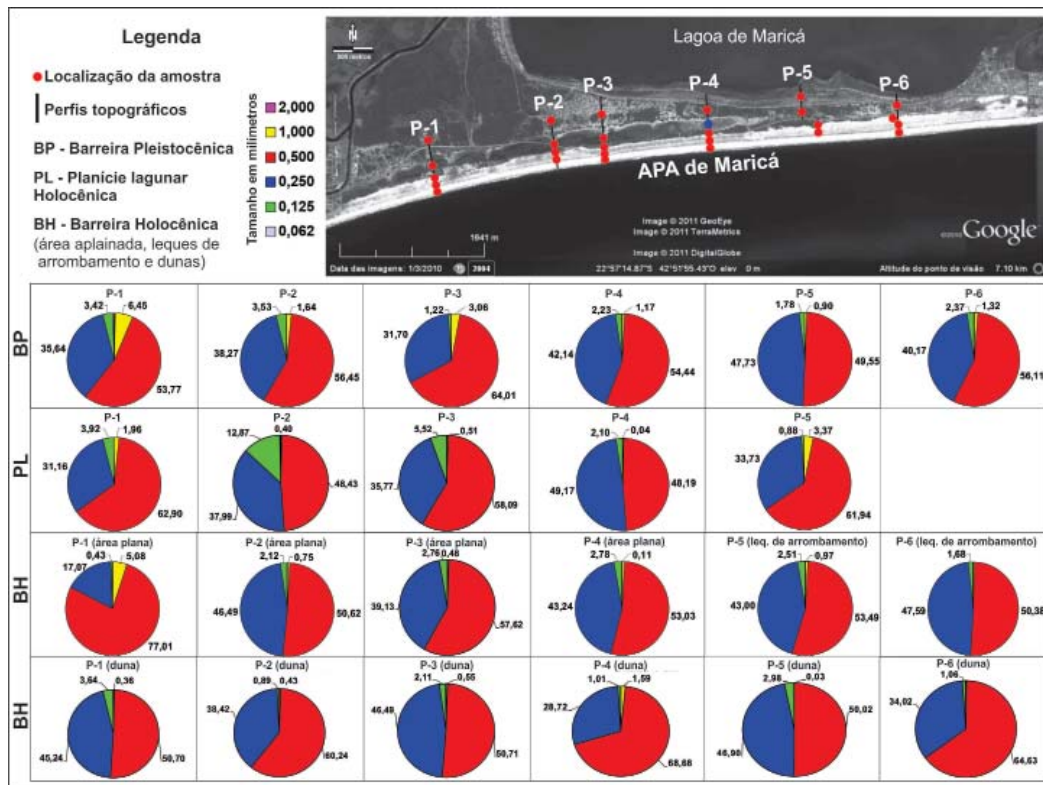 Legenda
Localização da amostra
Perfis topográficos
BP - Barreira Pleistocênica
PL - Planície lagunar
Holocênica
BH - Barreira Holocênica
(área aplainada, leques de
arrombamento e dunas)
Tamanho em milímetros
2,000
1,000
0,500
0,250
0,125
0,062
N
Lagoa de Maricá
P-1
P-2
P-3
P-4
P-5
P-6
APA de Maricá
Image © 2011 GeoEye
Image © 2011 TerraMetrics
Image © 2011 DigitalGlobe
Google
1641 m
Data das imagens: 1/3/2010
22°57'14.87"S 42°51'55.43"O elev 0 m
Altitude do ponto de visão 7.10 km
BP
P-1
3,42
6,45
35,64
53,77
P-2
3,53
1,64
38,27
56,45
P-3
1,22
3,06
31,70
64,01
P-4
2,23
1,17
42,14
54,44
P-5
1,78
0,90
47,73
49,55
P-6
2,37
1,32
40,17
56,11
PL
P-1
3,92
1,96
31,16
62,90
P-2
12,87
0,40
37,99
48,43
P-3
5,52
0,51
35,77
58,09
P-4
2,10
0,04
49,17
48,19
P-5
0,88
3,37
33,73
61,94
BH
P-1 (área plana)
0,43
5,08
17,07
77,01
P-2 (área plana)
2,12
0,75
46,49
50,62
P-3 (área plana)
2,76
0,48
39,13
57,62
P-4 (área plana)
2,78
0,11
43,24
53,03
P-5 (leq. de arrombamento)
2,51
0,97
43,00
53,49
P-6 (leq. de arrombamento)
1,68
47,59
50,38
BH
P-1 (duna)
3,64
0,36
45,24
50,70
P-2 (duna)
0,89
0,43
38,42
60,24
P-3 (duna)
2,11
0,55
50,71
P-4 (duna)
1,01
1,59
28,72
68,68
P-5 (duna)
2,98
0,03
46,90
50,02
P-6 (duna)
1,06
34,02
64,63